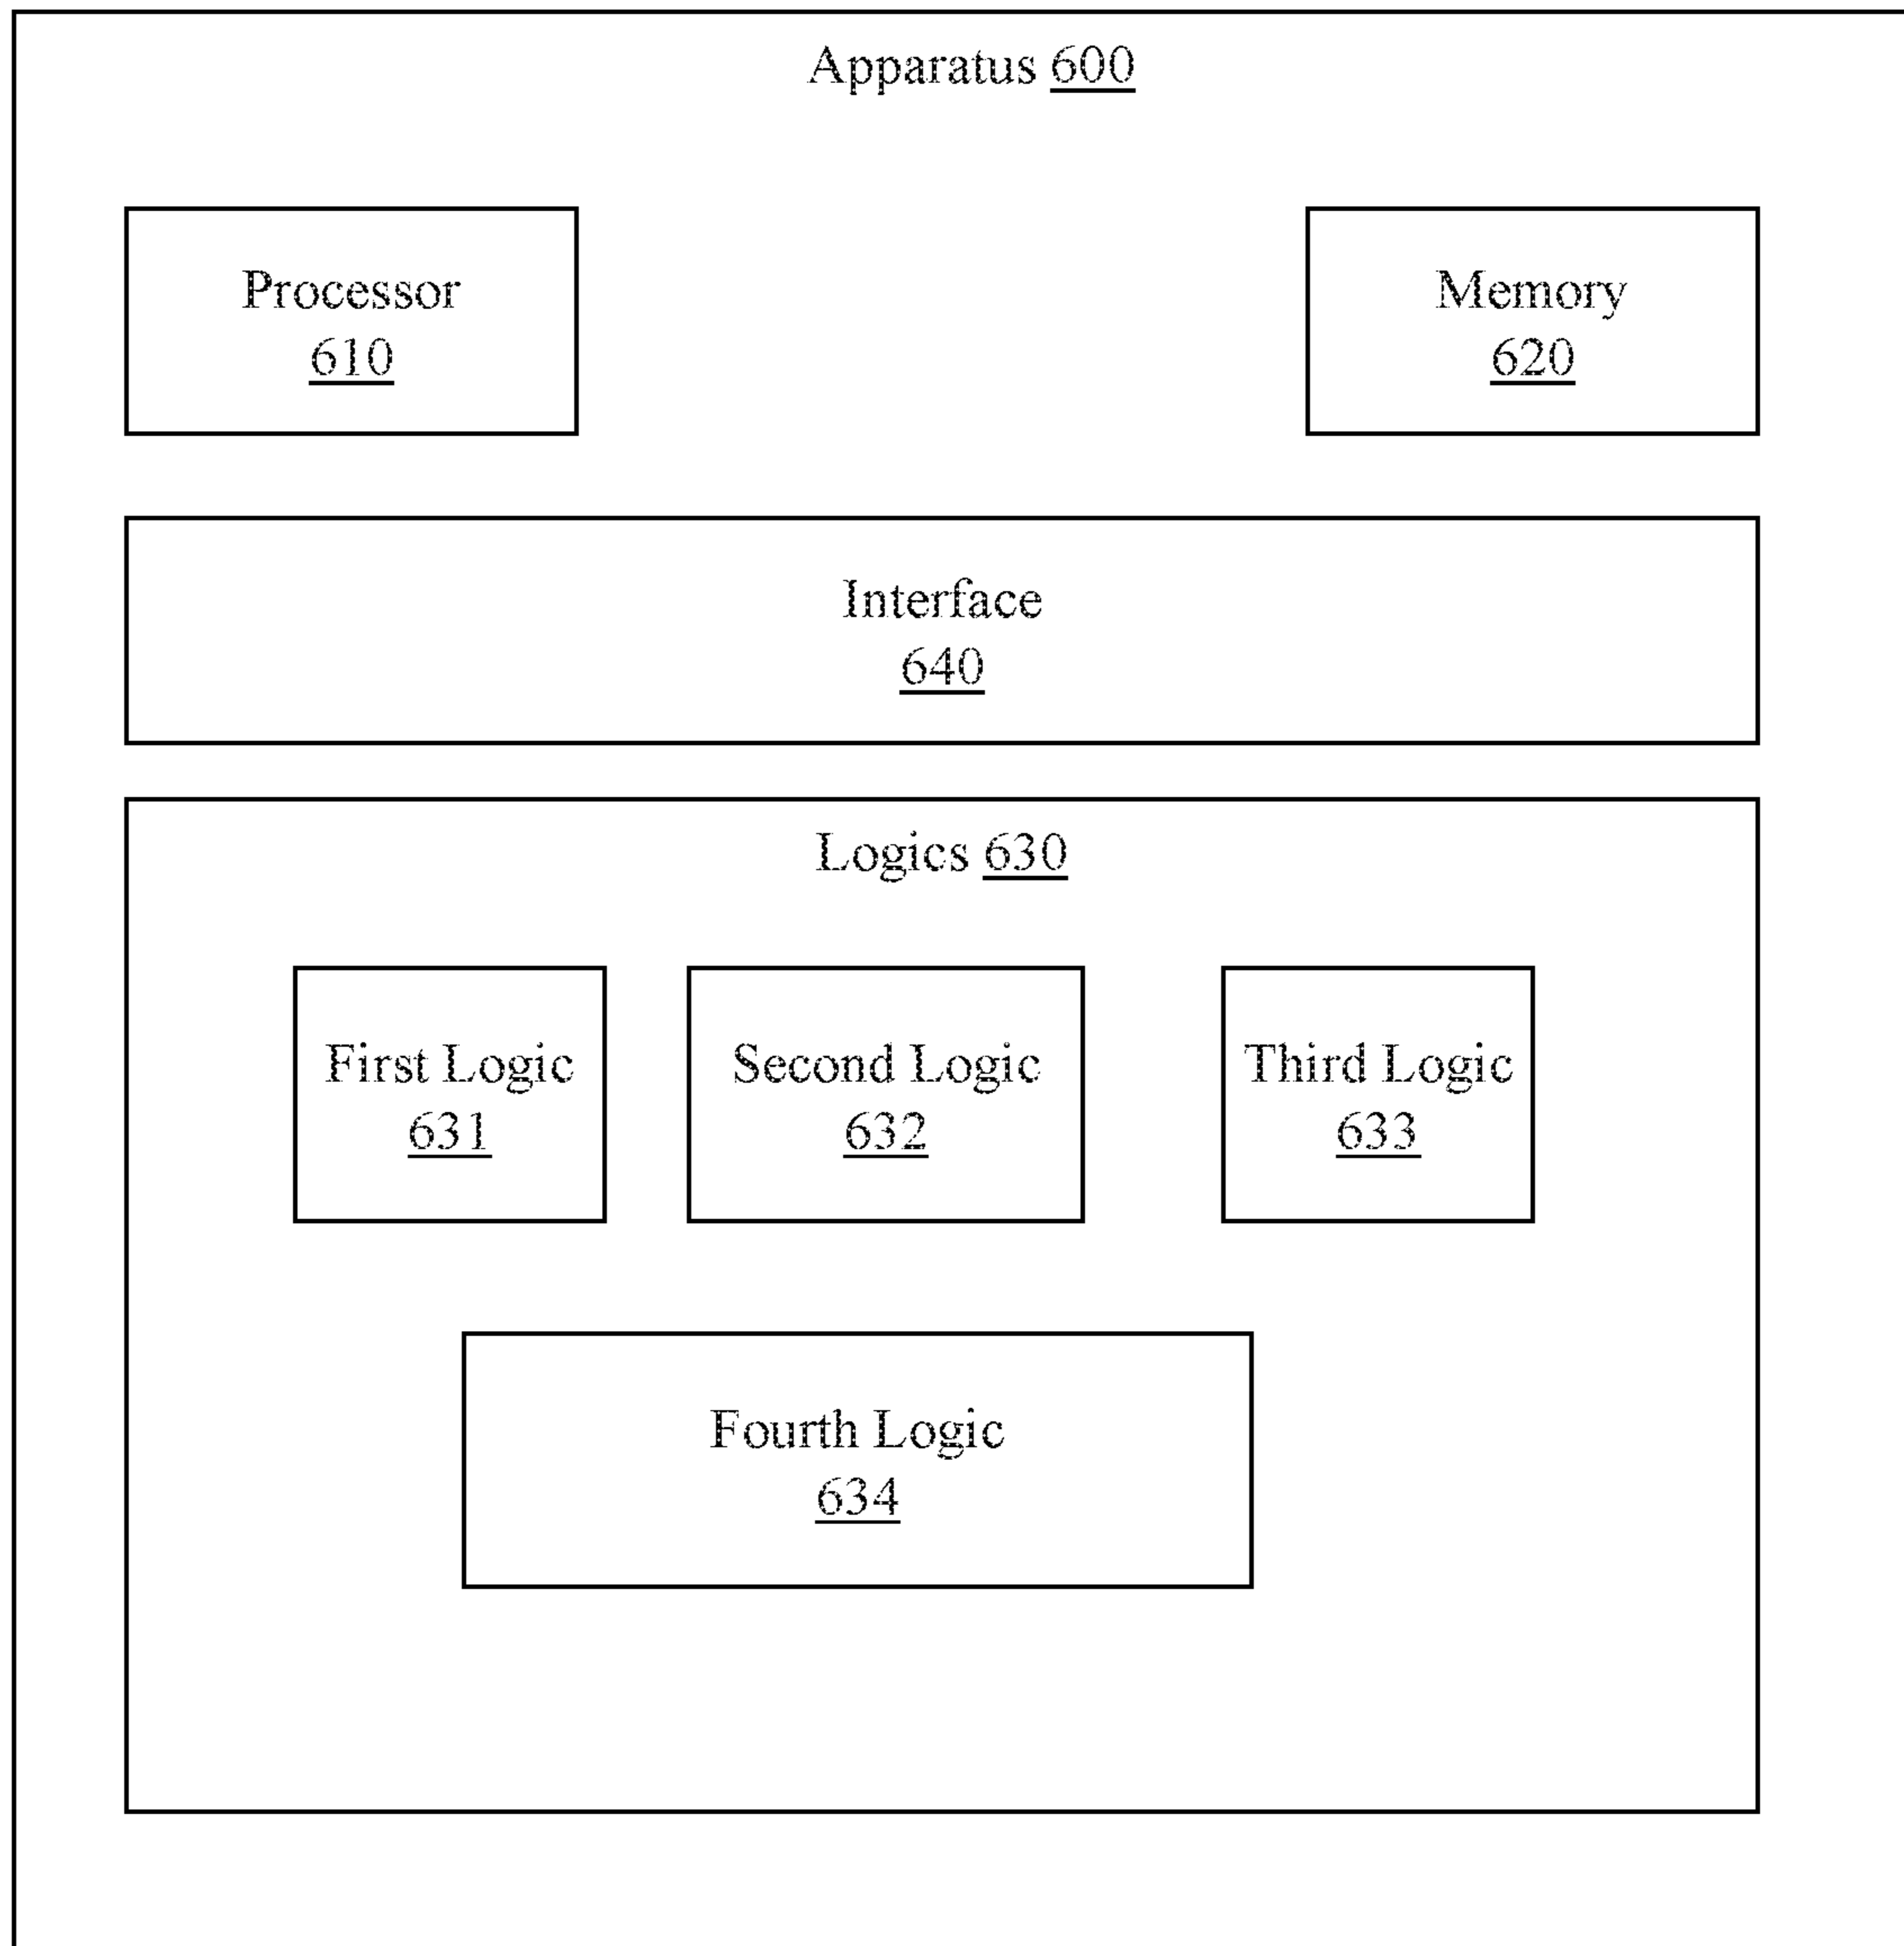 Apparatus 600
Processor
610
Memory
620
Interface
640
Logics 630
First Logic
631
Second Logic
632
Third Logic
633
Fourth Logic
634